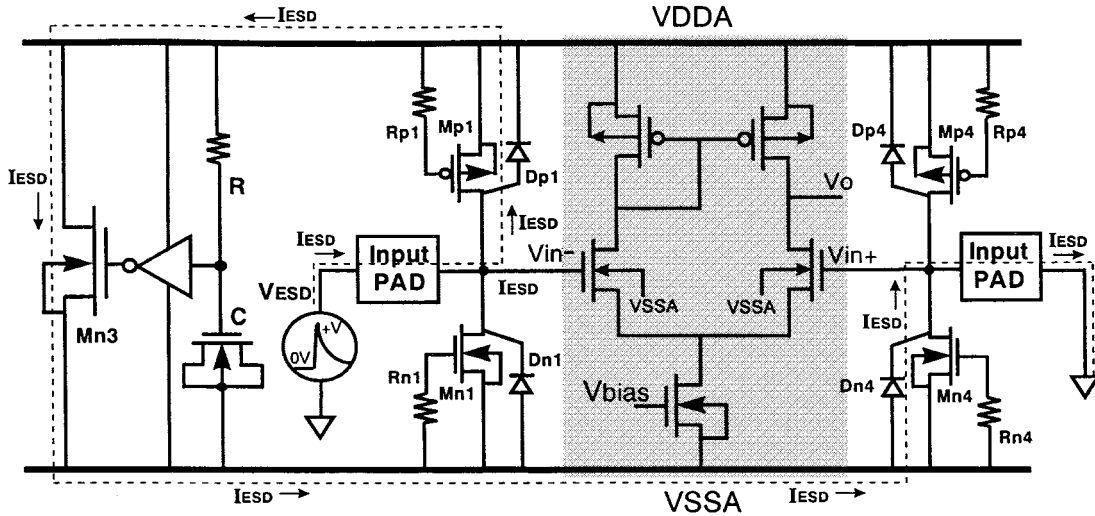 IESD
VDDA
Rp1
Mp1
Dp1
Dp4
Mp4
Rp4
R
IESD
IESD
Vo
IESD
Input
PAD
Vin-
Vin+
Input
PAD
IESD
VESD
IESD
VSSA
VSSA
IESD
C
Mn3
0V
+V
Rn1
Mn1
Dn1
Vbias
Dn4
Mn4
Rn4
IESD
VSSA
IESD